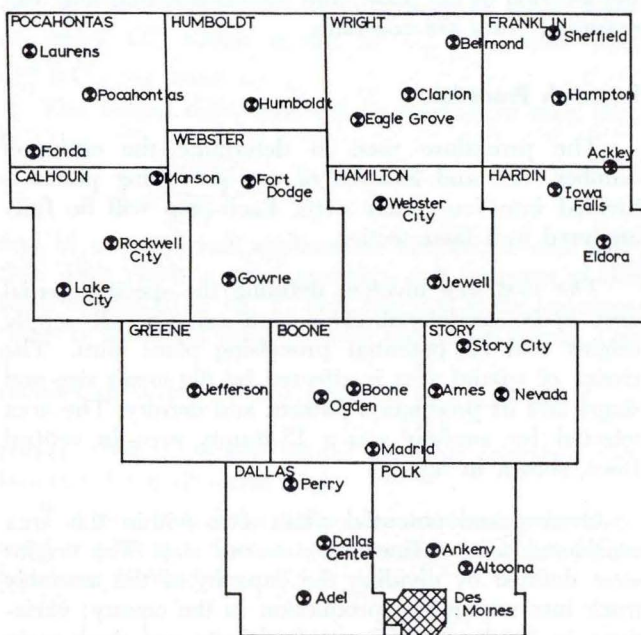 POCAHONTAS
HUMBOLDT
WRIGHT
FRANKLIN
Laurens
Belmond
Sheffield
Pocahontas
Humboldt
Clarion
Hampton
Eagle Grove
WEBSTER
Fonda
CALHOUN
Manson
Fort
Dodge
HAMILTON
Webster
City
HARDIN
Ackley
Iowa
Falls
Rockwell
City
Eldora
Lake
City
Gowrie
Jewell
GREENE
BOONE
STORY
Story City
Jefferson
Boone
Ogden
Ames
Nevada
Madrid
DALLAS
POLK
Perry
Dallas
Center
Ankeny
Altoona
Adel
Des
Moines